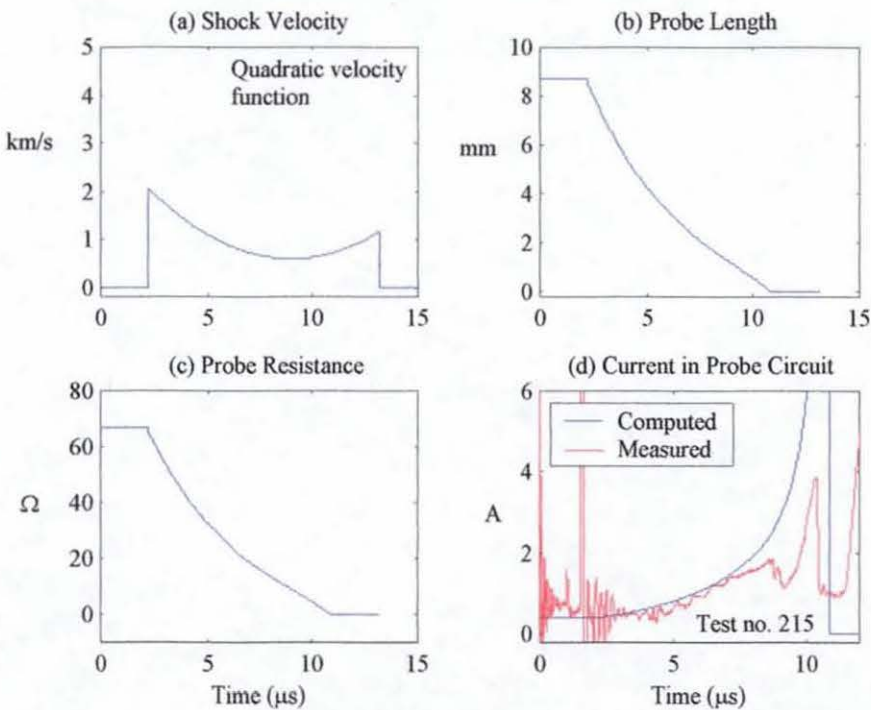 (a) Shock Velocity
5
4
3
2
1
0
km/s
Quadratic velocity
function
0 5 10 15
(b) Probe Length
10
8
6
4
2
0
mm
0 5 10 15
(c) Probe Resistance
80
60
40
20
0
Ω
0 5 10 15
Time (μs)
(d) Current in Probe Circuit
6
4
2
0
A
Computed
Measured
Test no. 215
0 5 10
Time (μs)